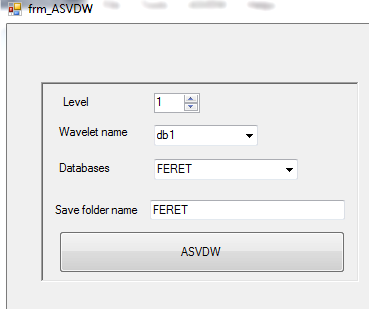 frm_ASVDW
Level 1
Wavelet name db1
Databases FERET
Save folder name FERET
ASVDW